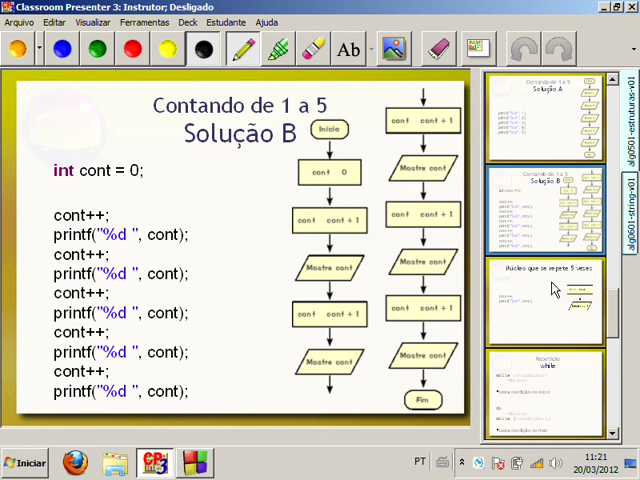 Classroom Presenter 3: Instrutor; Desligado
Arquivo Editar Visualizar Ferramentas Deck Estudante Ajuda
Ab
Contando de 1 a 5
Solução B
int cont = 0;
cont++;
printf("%d ", cont);
cont++;
printf("%d ", cont);
cont++;
printf("%d ", cont);
cont++;
printf("%d ", cont);
cont++;
printf("%d ", cont);
Início
cont 0
cont cont + 1
Mostre cont
cont cont + 1
Mostre cont
cont cont + 1
Mostre cont
cont cont + 1
Mostre cont
cont cont + 1
Mostre cont
Fim
Contando de 1 a 5
Solução A
Contando de 1 a 5
Solução B
Núcleo que se repete 5 vezes
Repetição
while
alg0501-estruturas-v01
alg0601-string-v01
Iniciar
PT
11:21
20/03/2012